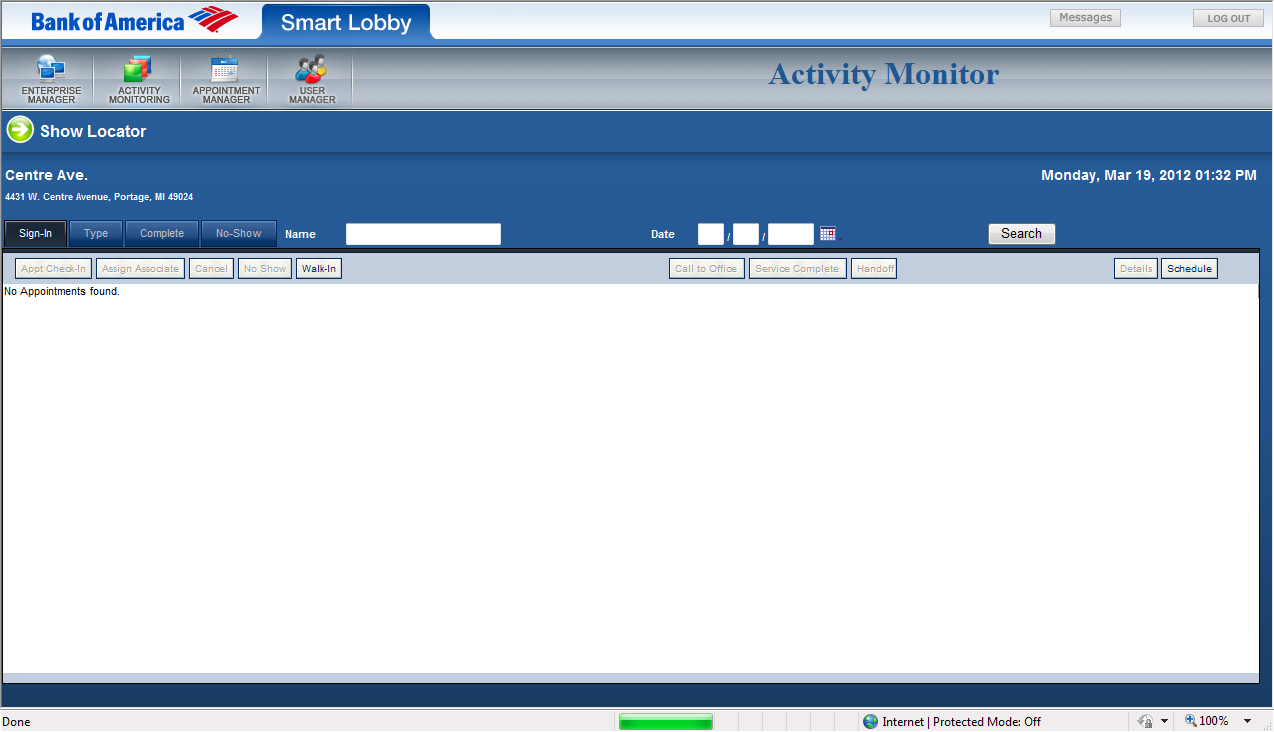 Bank of America Smart Lobby Messages LOG OUT
ENTERPRISE MANAGER
ACTIVITY MONITORING
APPOINTMENT MANAGER
USER MANAGER
Activity Monitor
Show Locator
Centre Ave. Monday, Mar 19, 2012 01:32 PM
4431 W. Centre Avenue, Portage, MI 49024
Sign-In Type Complete No-Show Name Date / / Search
Appt Check-In Assign Associate Cancel No Show Walk-In Call to Office Service Complete Handoff Details Schedule
No Appointments found.
Done Internet | Protected Mode: Off 100%